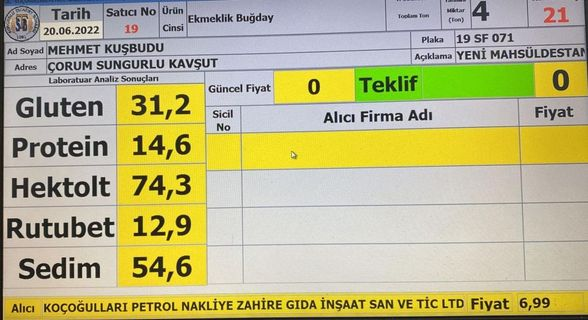 Tarih
Satıcı No
Ürün Cinsi
Ekmeklik Buğday
Toplam Ton
Miktar (Ton)
4
21
20.06.2022
19
Ad Soyad MEHMET KUŞBUDU
Plaka 19 SF 071
Adres ÇORUM SUNGURLU KAVŞUT
Açıklama YENİ MAHSÜLDESTAN
Laboratuar Analiz Sonuçları
Güncel Fiyat 0 Teklif 0
Gluten 31,2
Sicil No
Alıcı Firma Adı
Fiyat
Protein 14,6
Hektolt 74,3
Rutubet 12,9
Sedim 54,6
Alıcı KOÇOĞULLARI PETROL NAKLİYE ZAHİRE GIDA İNŞAAT SAN VE TİC LTD Fiyat 6,99